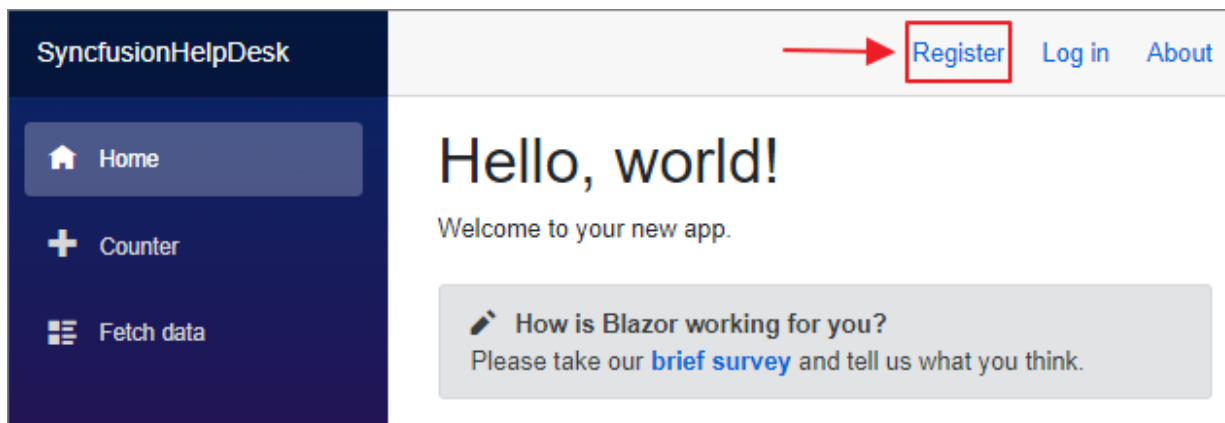 SyncfusionHelpDesk
Register Log in About
Home
Counter
Fetch data
Hello, world!
Welcome to your new app.
How is Blazor working for you?
Please take our brief survey and tell us what you think.